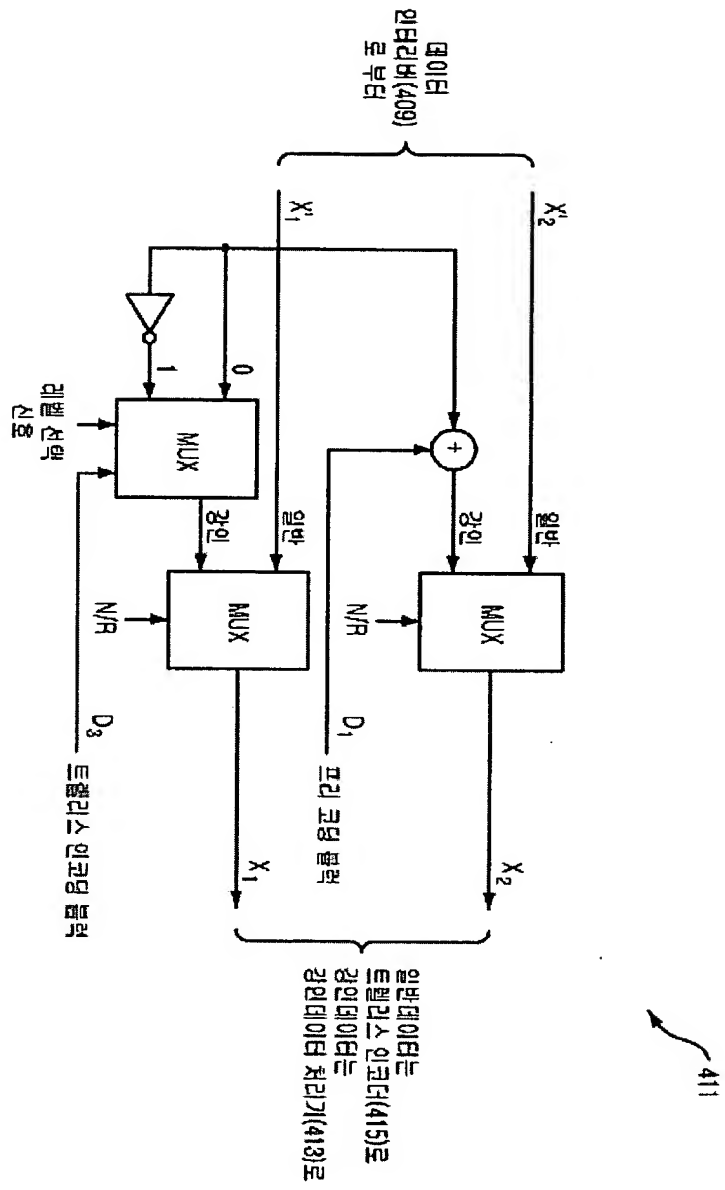 411
데이터
인터리버(409)
로 부터
X'2
X'1
일반
강인
MUX
N/R
X2
D1
프리 코딩 블럭
0
1
MUX
레벨 선택
신호
일반
강인
MUX
N/R
X1
D3
트렐리스 인코딩 블럭
+
일반데이터는
트렐리스 인코더(415)로
강인데이터는
강인데이터 처리기(413)로